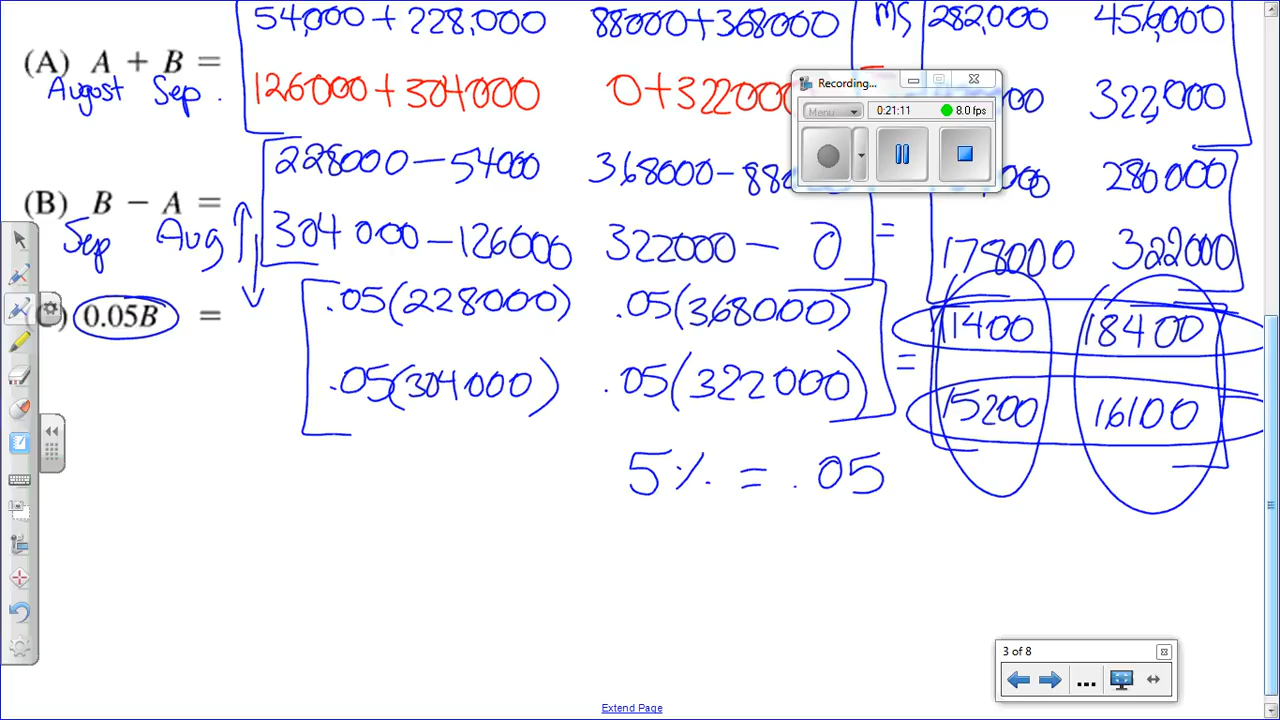 54,000 + 228,000 88000 + 368000 ms 282,000 456,000
(A) A + B =
August Sep.
126000 + 304000 0 + 322000 322,000
Recording...
0:21:11 8.0 fps
Menu
228000 - 54000 368000 - 88 280000
(B) B - A =
Sep Aug
304 000 - 126000 322000 - 0 = 178000 322000
.05(228000) .05(368000) 11400 18400
0.05B = =
.05(304000) .05(322000) 15200 16100
5% = .05
3 of 8
...
Extend Page